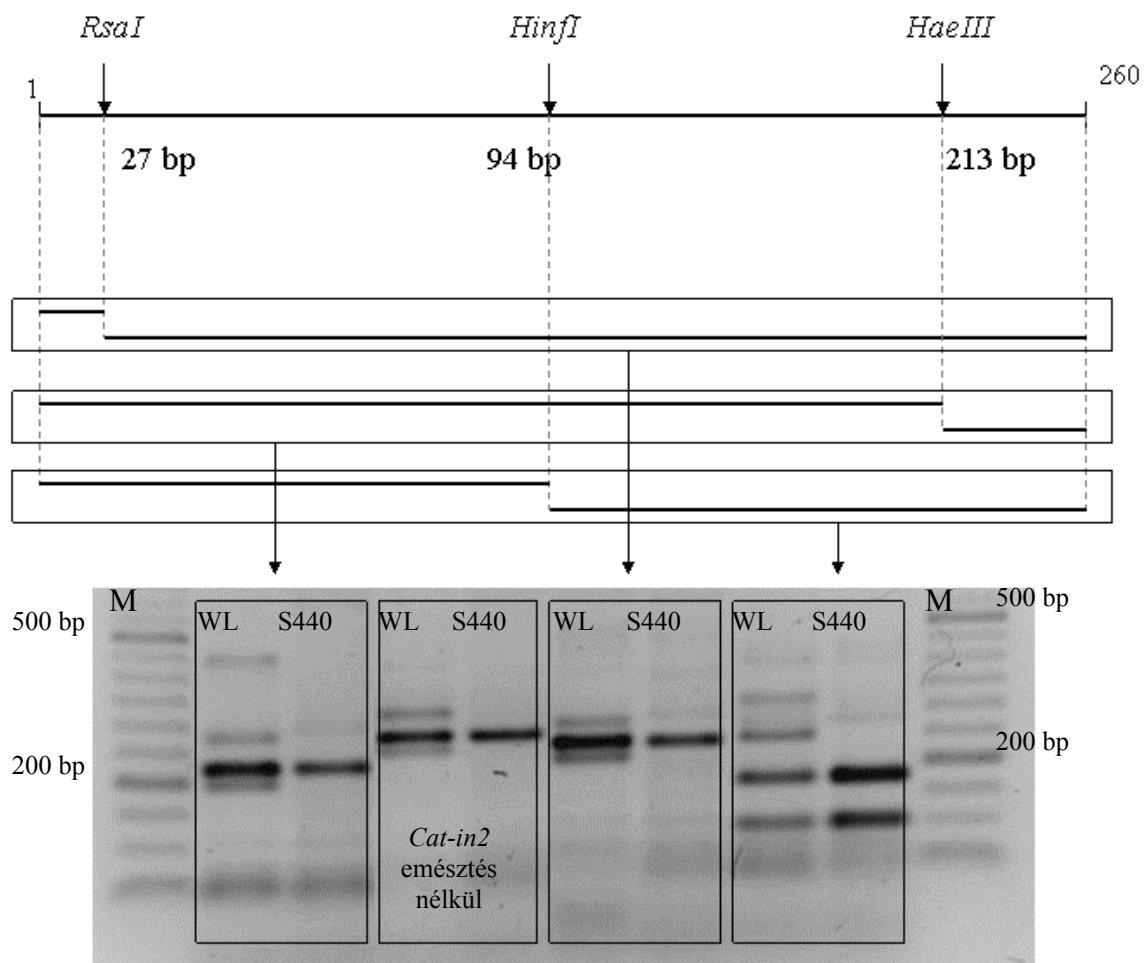 RsaI HinfI HaeIII
1 260
27 bp 94 bp 213 bp
M M
500 bp 500 bp
WL S440 WL S440 WL S440 WL S440
200 bp 200 bp
Cat-in2
emésztés
nélkül